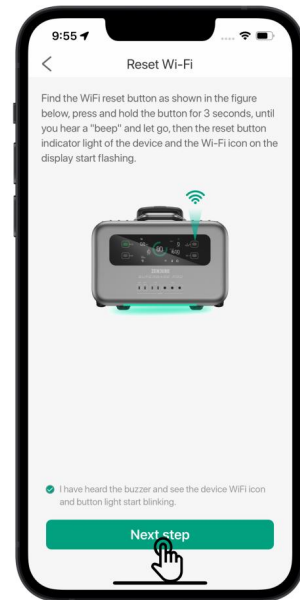 9:55
Reset Wi-Fi
Find the WiFi reset button as shown in the figure
below, press and hold the button for 3 seconds, until
you hear a "beep" and let go, then the reset button
indicator light of the device and the Wi-Fi icon on the
display start flashing.
I have heard the buzzer and see the device WiFi icon
and button light start blinking.
Next step